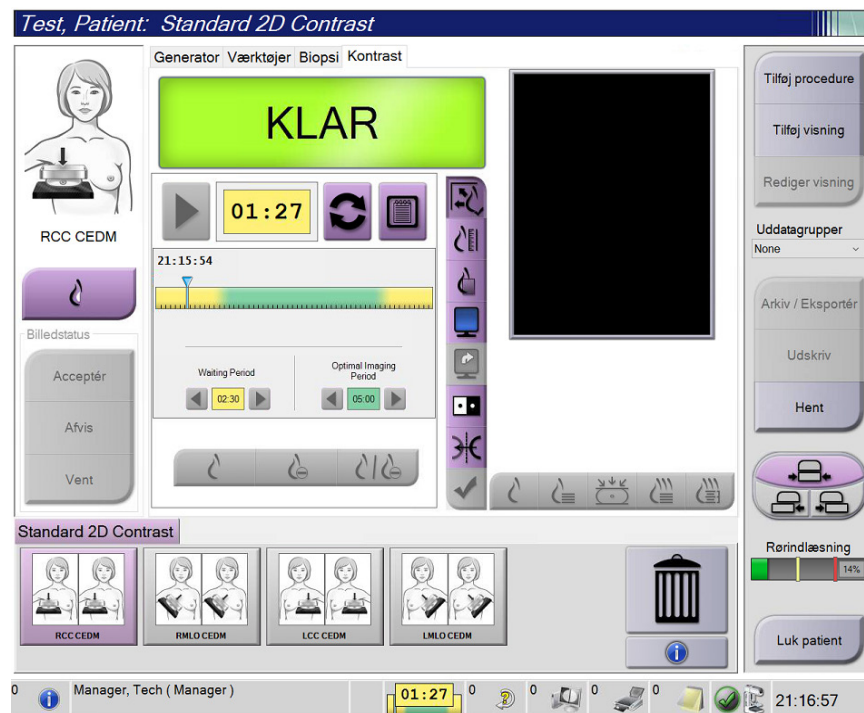 Test, Patient: Standard 2D Contrast
Generator Værktøjer Biopsi Kontrast
KLAR
RCC CEDM
01:27
21:15:54
Waiting Period
Optimal Imaging
Period
02:30
05:00
Billedstatus
Acceptér
Afvis
Vent
Tilføj procedure
Tilføj visning
Rediger visning
Uddatagrupper
None
Arkiv / Eksportér
Udskriv
Hent
Rørindlæsning
14%
Luk patient
Standard 2D Contrast
RCC CEDM
RMLO CEDM
LCC CEDM
LMLO CEDM
0
Manager, Tech ( Manager )
01:27
0
0
0
0
21:16:57